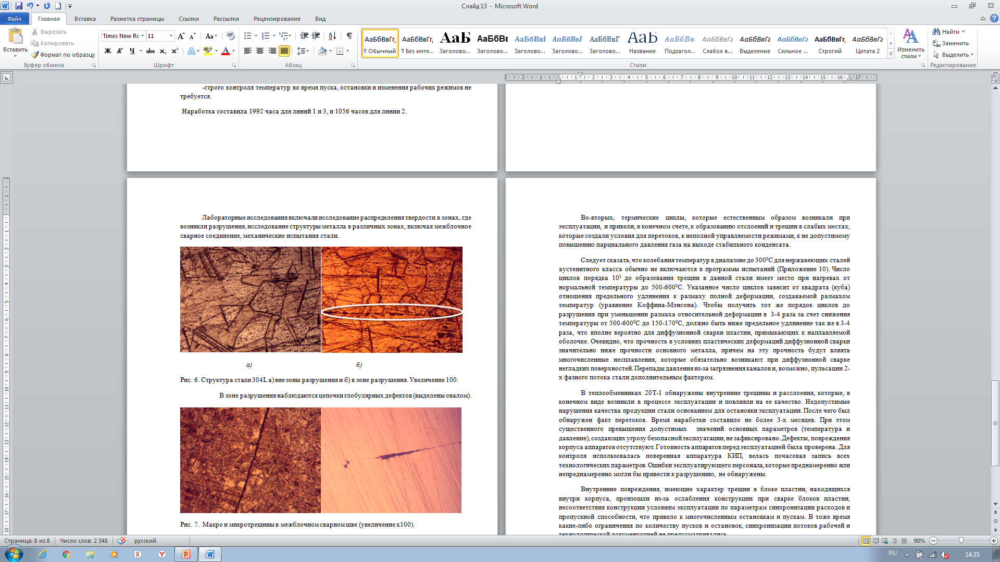 Слайд 13 - Microsoft Word
Файл Главная Вставка Разметка страницы Ссылки Рассылки Рецензирование Вид
Вставить
Вырезать
Копировать
Формат по образцу
Буфер обмена
Times New Rc 11
Шрифт
Абзац
АаБбВвГг, АаБбВвГг, АаБ АаБбВв АаБбВвІ АаБбВвІ АаБбВвГ АаБ АаБбВв. АаБбВвГг АаБбВвГг АаБбВвГг АаБбВвГг, АаБбВвГг
¶ Обычный ¶ Без инте... Заголово... Заголово... Заголово... Заголово... Заголово... Название Подзагол... Слабое в... Выделение Сильное ... Строгий Цитата 2
Стили
Изменить стили
Найти
Заменить
Выделить
Редактирование
-строго контроля температур во время пуска, остановки и изменения рабочих режимов не
требуется.
Наработка составила 1992 часа для линий 1 и 3, и 1056 часов для линии 2.
Лабораторные исследования включали исследование распределения твердости в зонах, где
возникли разрушения, исследование структуры металла в различных зонах, включая межблочное
сварное соединение, механические испытания стали.
а) б)
Рис. 6. Структура стали 304L а) вне зоны разрушения и б) в зоне разрушения. Увеличение 100.
В зоне разрушения наблюдаются цепочки глобулярных дефектов (выделены овалом).
Рис. 7. Макро и микротрещины в межблочном сварном шве (увеличение х100).
Во-вторых, термические циклы, которые естественным образом возникали при
эксплуатации, и привели, в конечном счете, к образованию отслоений и трещин в слабых местах,
которые создали условия для перетоков, к неполной управляемости режимами, к не допустимому
повышению парциального давления газа на выходе стабильного конденсата.
Следует сказать, что колебания температур в диапазоне до 300⁰С для нержавеющих сталей
аустенитного класса обычно не включаются в программы испытаний (Приложение 10). Число
циклов порядка 10³ до образования трещин в данной стали имеет место при нагревах от
нормальной температуры до 500-600⁰С. Указанное число циклов зависит от квадрата (куба)
отношения предельного удлинения к размаху полной деформации, создаваемой размахом
температур (уравнение Коффина-Мэнсона). Чтобы получить тот же порядок циклов до
разрушения при уменьшении размаха относительной деформации в 3-4 раза за счет снижения
температуры от 500-600⁰С до 150-170⁰С, должно быть ниже предельное удлинение так же в 3-4
раза, что вполне вероятно для диффузионной сварки пластин, примыкающих к наплавляемой
оболочке. Очевидно, что прочность в условиях пластических деформаций диффузионной сварки
значительно ниже прочности основного металла, причем на эту прочность будут влиять
многочисленные несплавления, которые обязательно возникают при диффузионной сварке
негладких поверхностей. Перепады давления из-за загрязнения каналов и, возможно, пульсации 2-
х фазного потока стали дополнительным фактором.
В теплообменниках 20Т-1 обнаружены внутренние трещины и расслоения, которые, в
конечном виде возникли в процессе эксплуатации и повлияли на ее качество. Недопустимые
нарушения качества продукции стали основанием для остановки эксплуатации. После чего был
обнаружен факт перетоков. Время наработки составило не более 3-х месяцев. При этом
существенного превышения допустимых значений основных параметров (температура и
давление), создающих угрозу безопасной эксплуатации, не зафиксировано. Дефекты, повреждения
корпуса аппаратов отсутствуют. Готовность аппаратов перед эксплуатацией была проверена. Для
контроля использовалась поверенная аппаратура КИП, велась почасовая запись всех
технологических параметров. Ошибки эксплуатирующего персонала, которые преднамеренно или
непреднамеренно могли бы привести к разрушению, не обнаружены.
Внутренние повреждения, имеющие характер трещин в блоке пластин, находящихся
внутри корпуса, произошли из-за ослабления конструкции при сварке блоков пластин,
несоответствия конструкции условиям эксплуатации по параметрам синхронизации расходов и
пропускной способности, что привело к многочисленным остановкам и пускам. В тоже время
какие-либо ограничения по количеству пусков и остановок, синхронизации потоков рабочей и
технологической документацией не предусматривались.
Страница: 8 из 8 Число слов: 2 348 русский 90%
RU 14:35